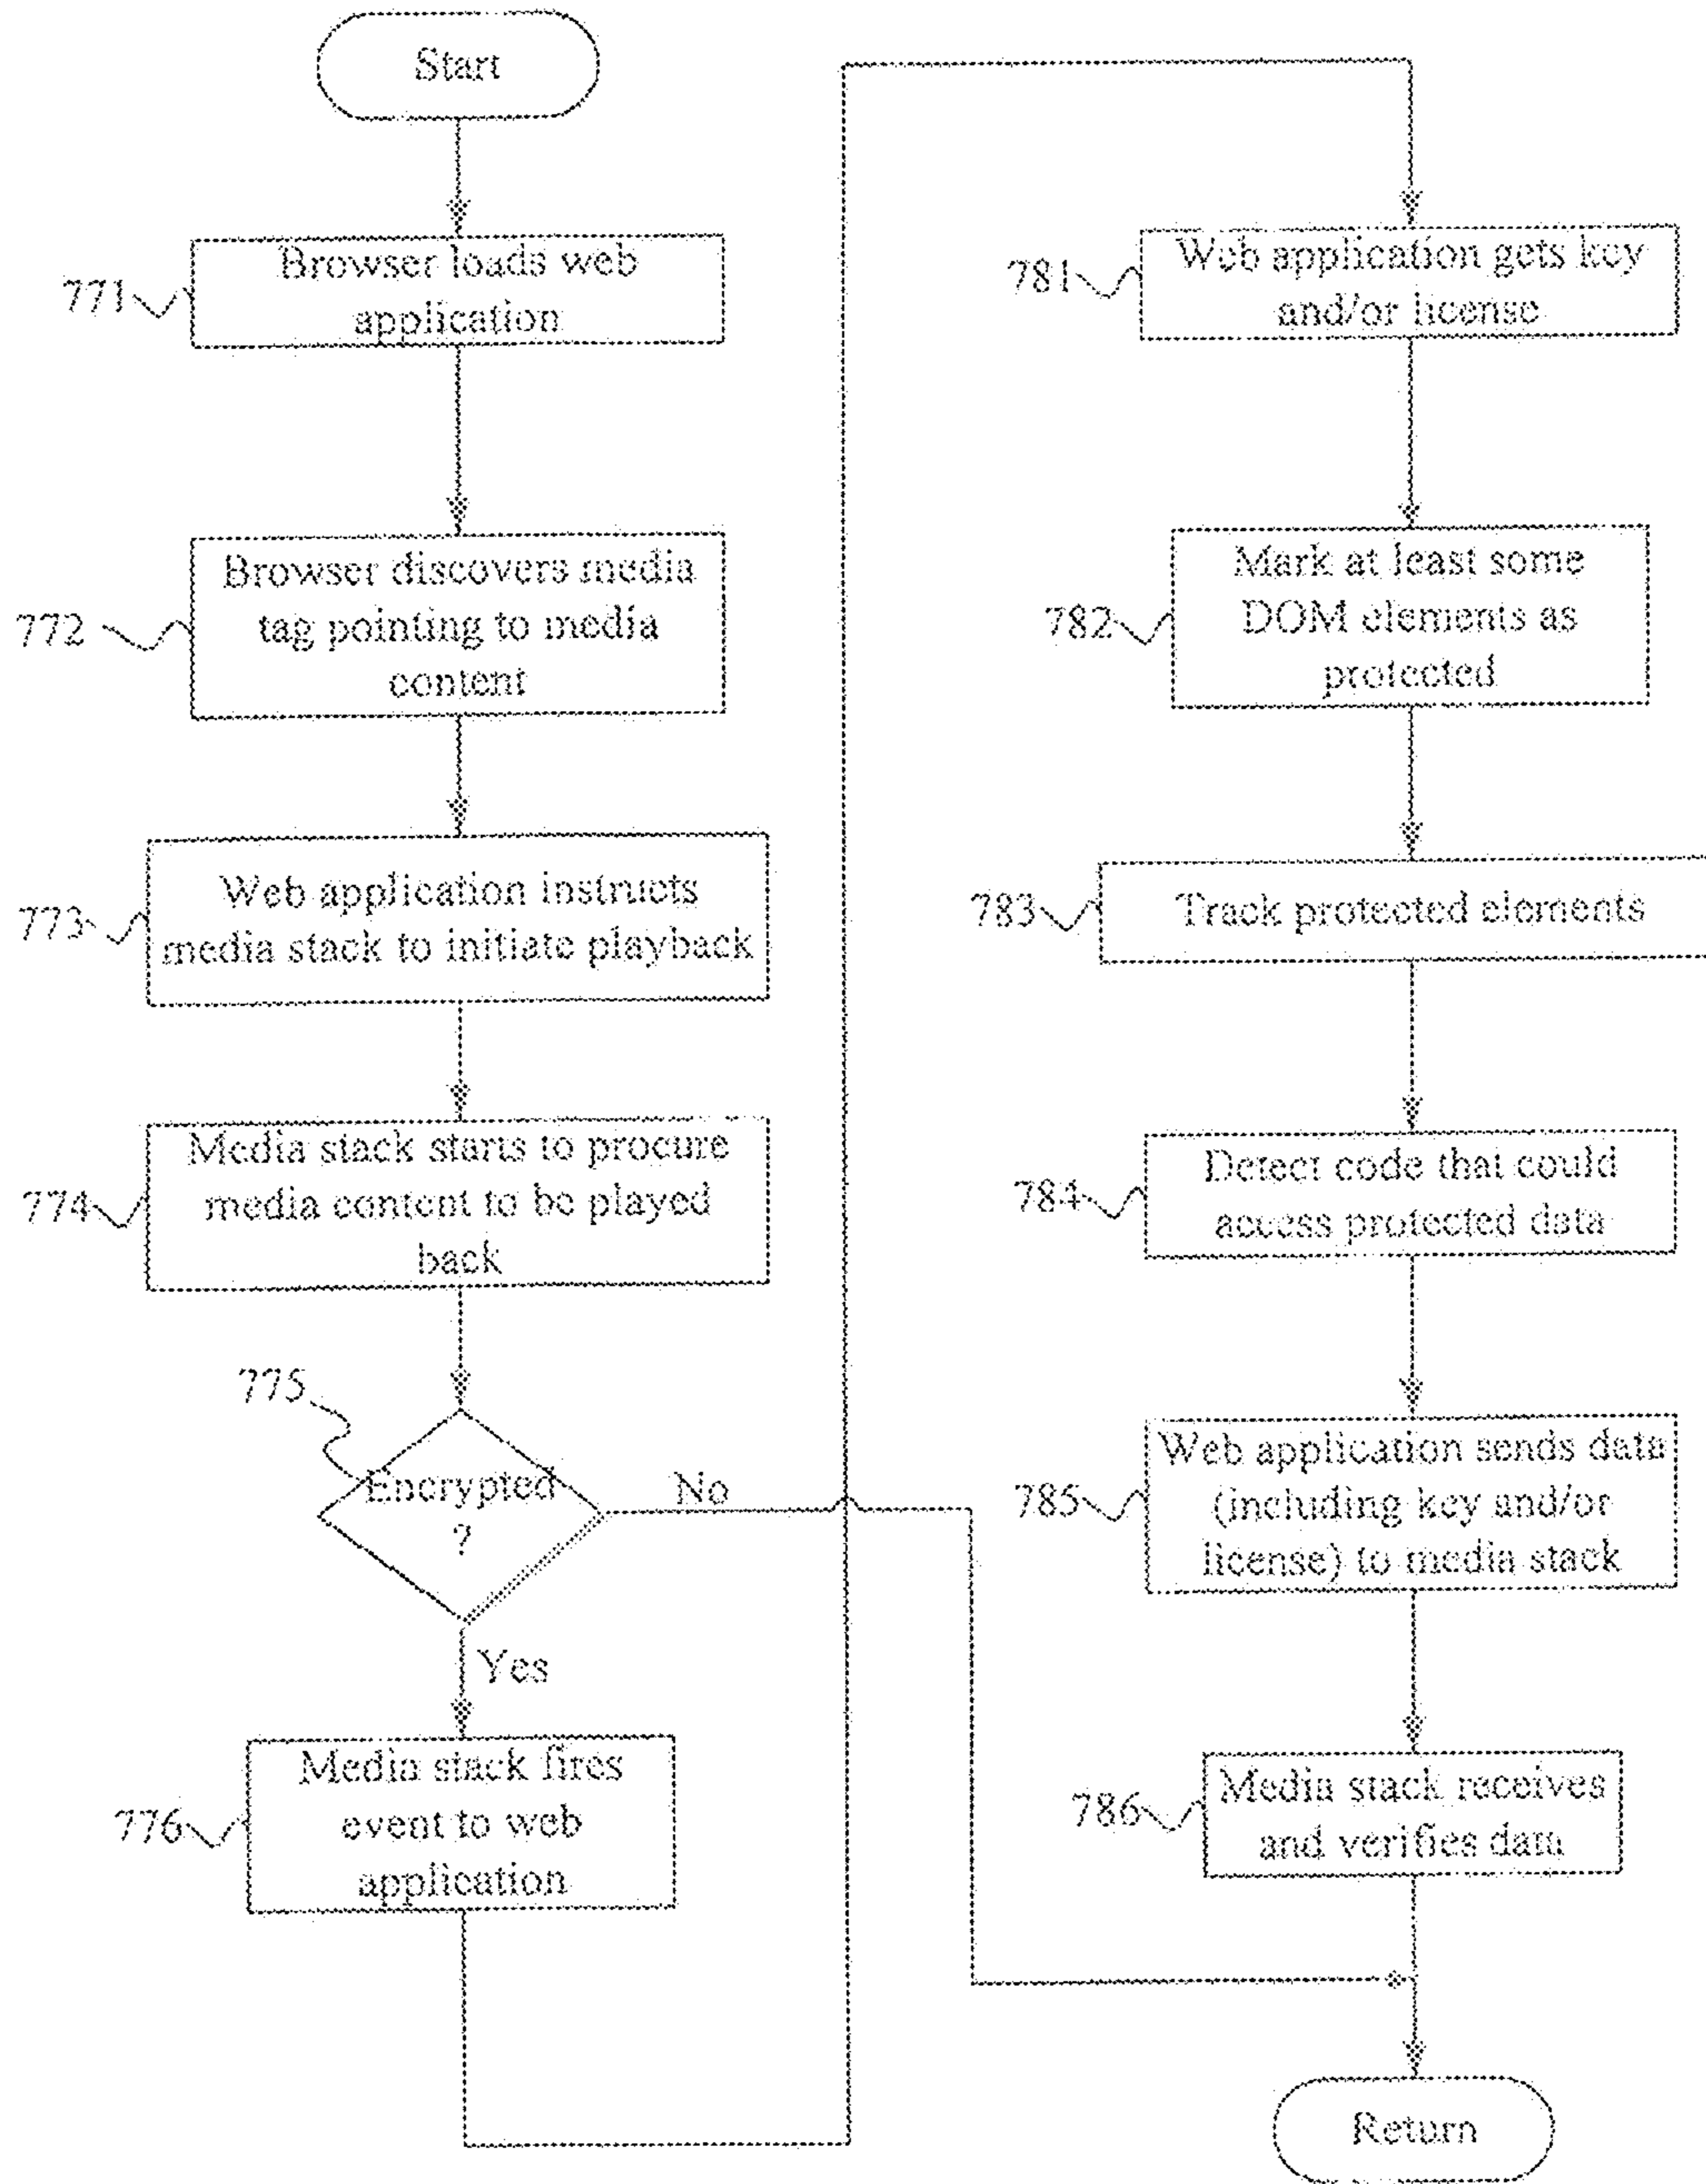 Start
771
Browser loads web
application
772
Browser discovers media
tag pointing to media
content
773
Web application instructs
media stack to initiate playback
774
Media stack starts to procure
media content to be played
back
775
Encrypted
?
No
Yes
776
Media stack fires
event to web
application
781
Web application gets key
and/or license
782
Mark at least some
DOM elements as
protected
783
Track protected elements
784
Detect code that could
access protected data
785
Web application sends data
(including key and/or
license) to media stack
786
Media stack receives
and verifies data
Return